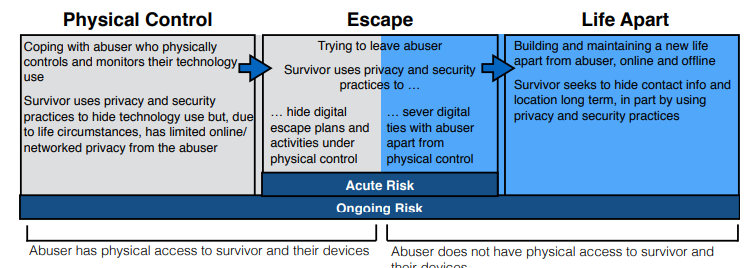 Physical Control
Escape
Life Apart
Coping with abuser who physically
controls and monitors their technology
use
Survivor uses privacy and security
practices to hide technology use but, due
to life circumstances, has limited online/
networked privacy from the abuser
Trying to leave abuser
Survivor uses privacy and security
practices to …
… hide digital
escape plans and
activities under
physical control
… sever digital
ties with abuser
apart from
physical control
Building and maintaining a new life
apart from abuser, online and offline
Survivor seeks to hide contact info and
location long term, in part by using
privacy and security practices
Acute Risk
Ongoing Risk
Abuser has physical access to survivor and their devices
Abuser does not have physical access to survivor and
their devices